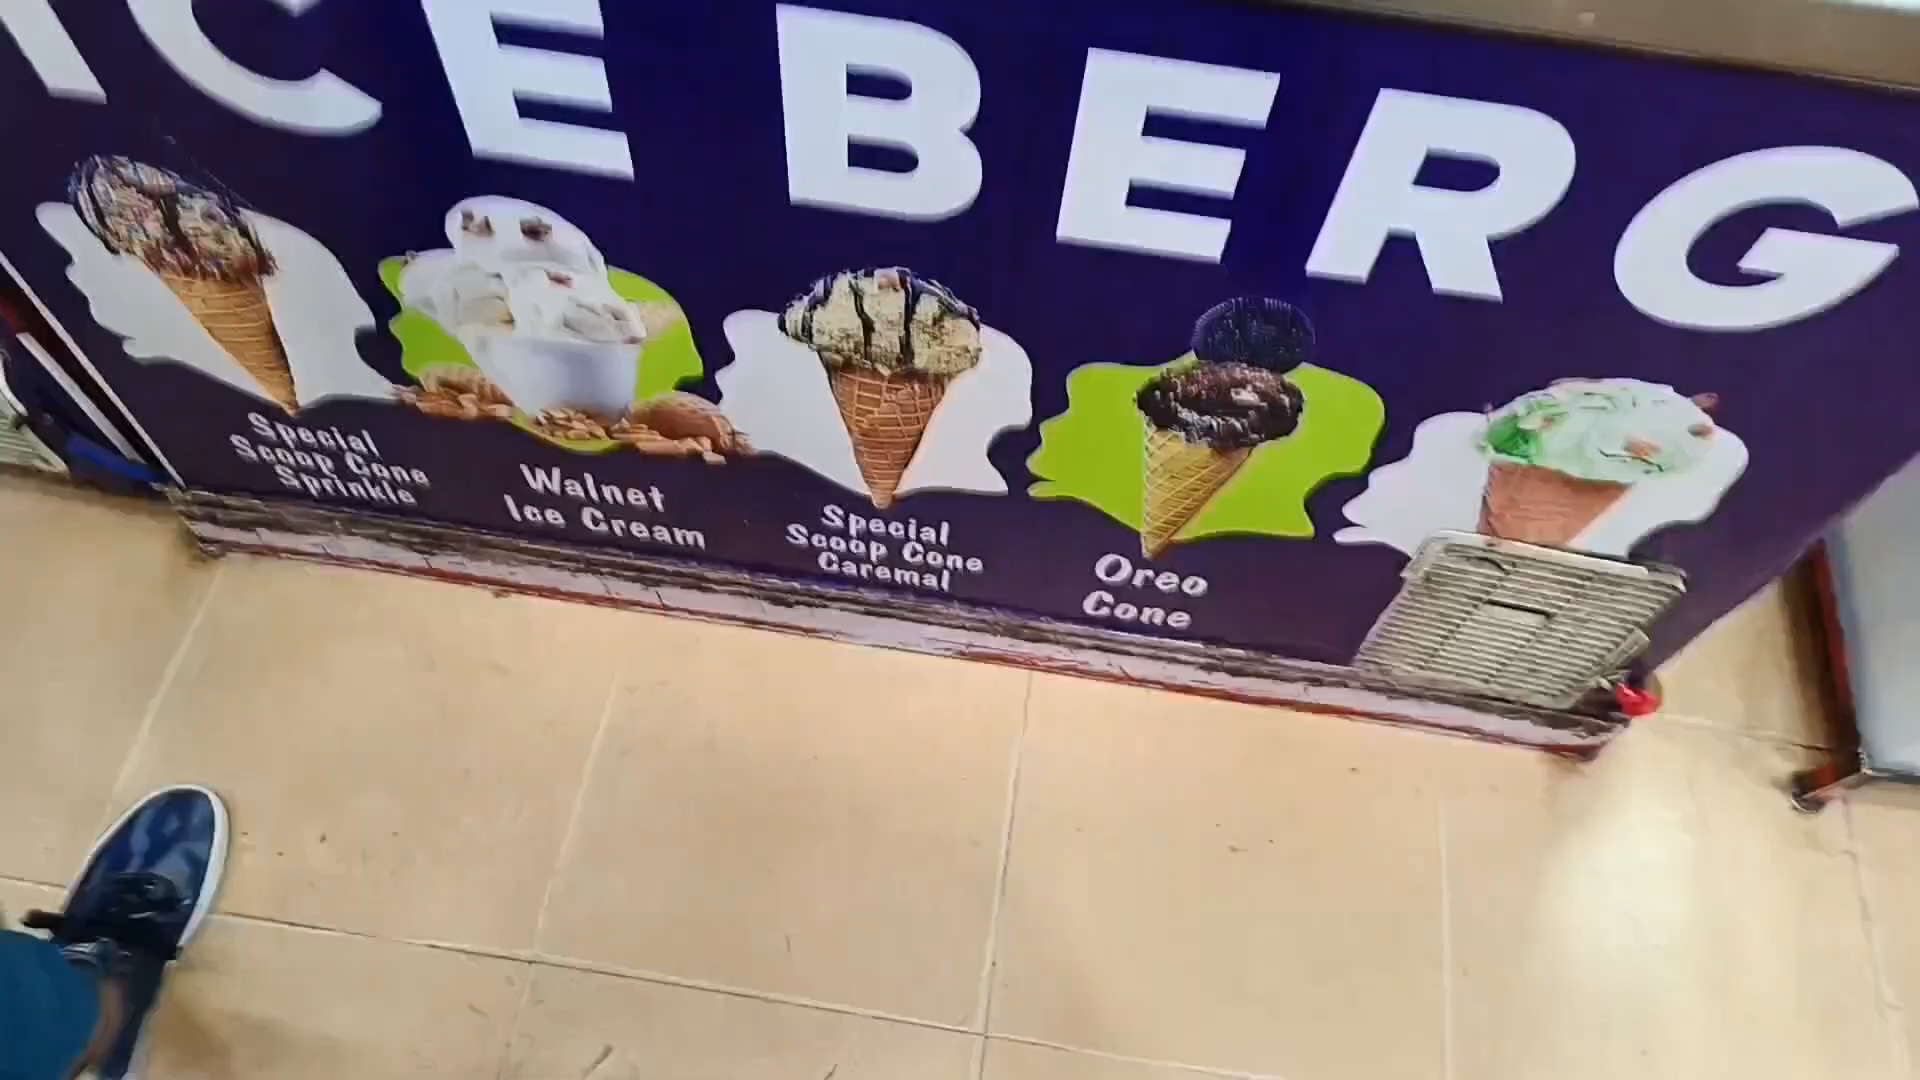 ICE BERG
Special
Scoop Cone
Sprinkle
Walnet
Ice Cream
Special
Scoop Cone
Caremal
Oreo
Cone